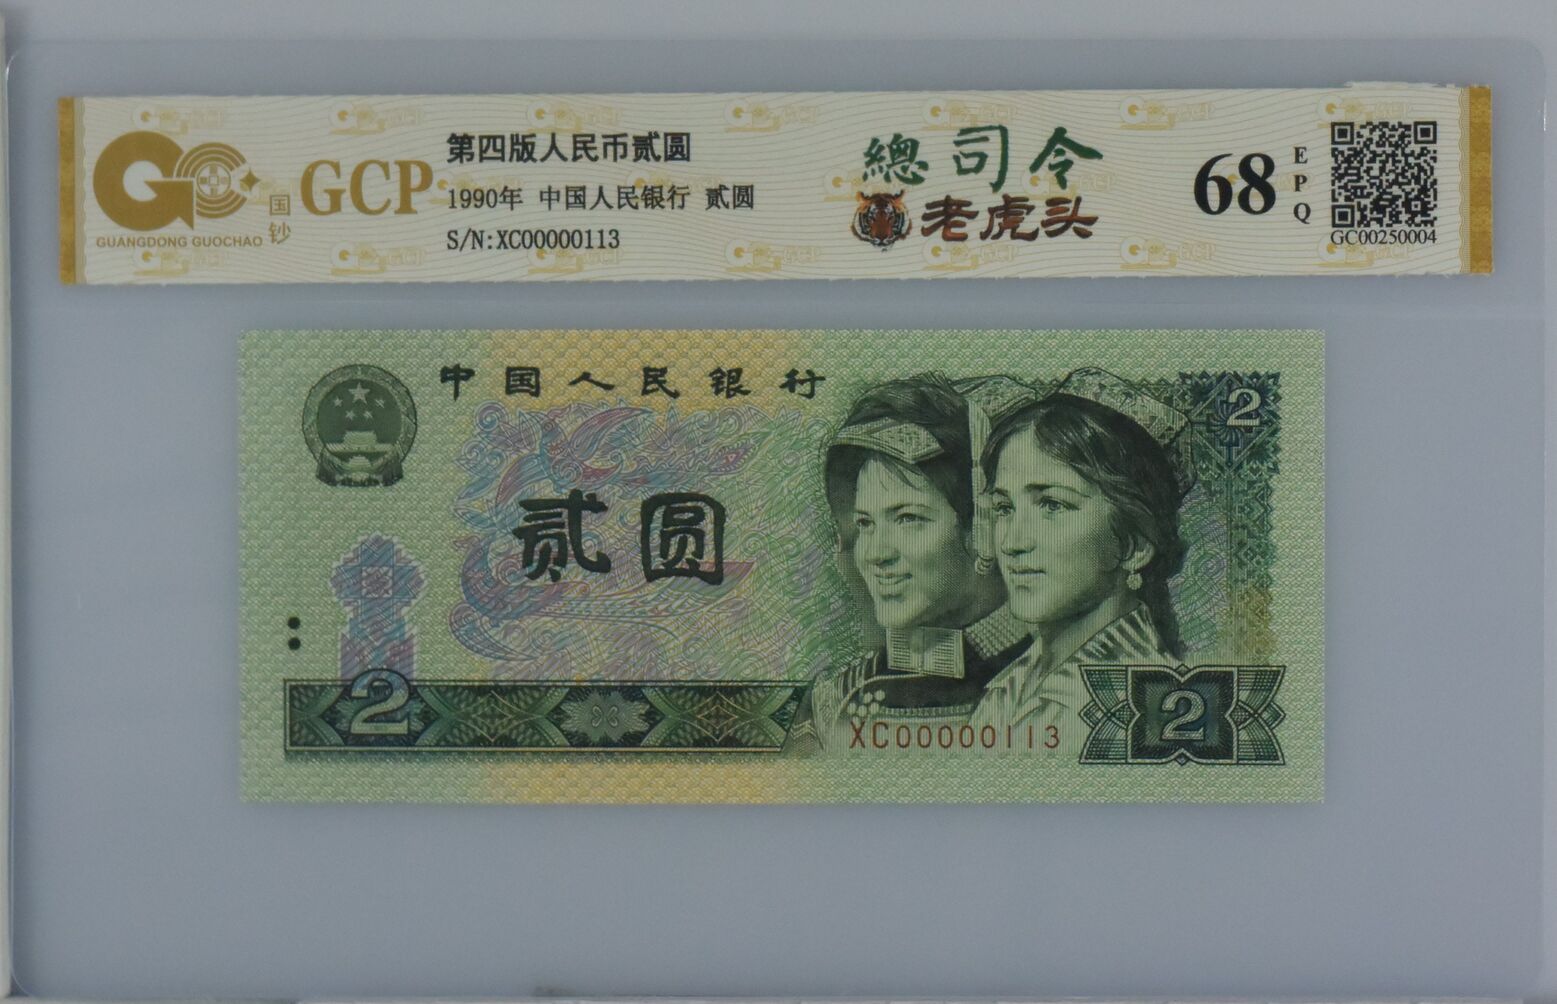 GUANGDONG GUOCHAO
国钞
GCP
第四版人民币贰圆
1990年 中国人民银行 贰圆
S/N:XC00000113
總司令
老虎头
68
EPQ
GC00250004
中国人民银行
2
贰圆
2
XC00000113
2